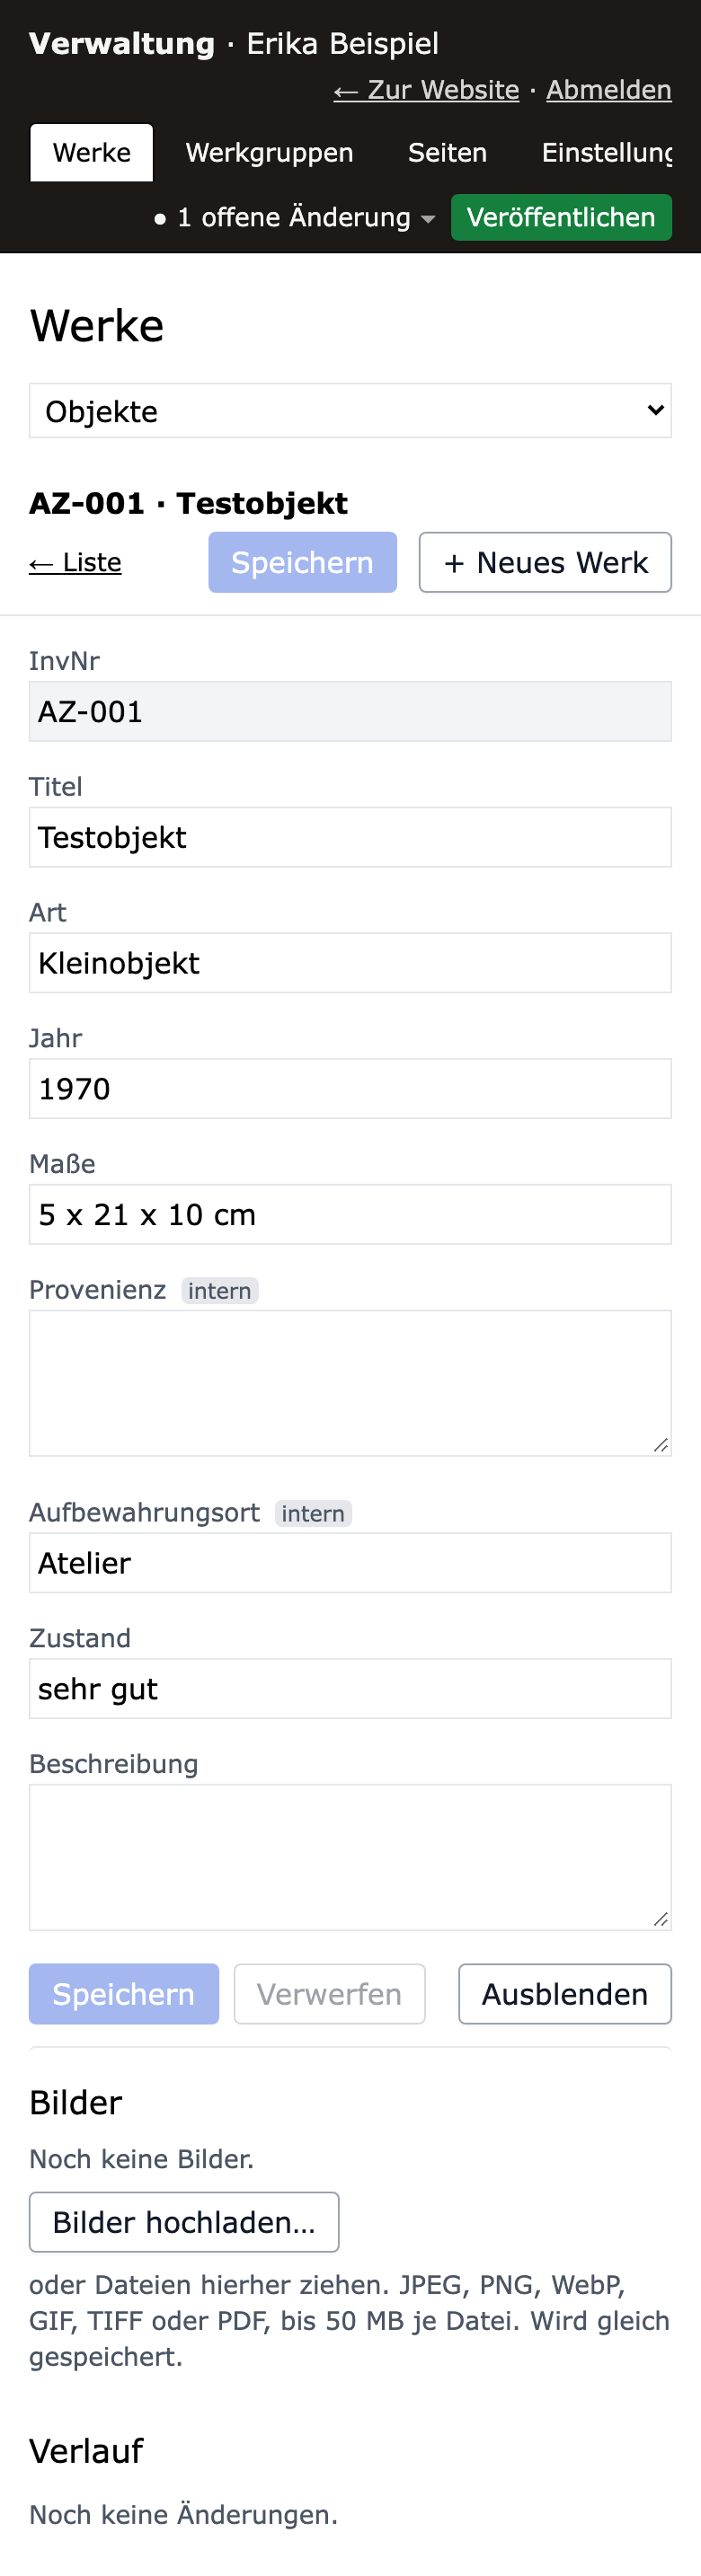 Verwaltung · Erika Beispiel
← Zur Website · Abmelden
Werke Werkgruppen Seiten Einstellung
● 1 offene Änderung Veröffentlichen
Werke
Objekte
AZ-001 · Testobjekt
← Liste Speichern + Neues Werk
InvNr
AZ-001
Titel
Testobjekt
Art
Kleinobjekt
Jahr
1970
Maße
5 x 21 x 10 cm
Provenienz intern
Aufbewahrungsort intern
Atelier
Zustand
sehr gut
Beschreibung
Speichern Verwerfen Ausblenden
Bilder
Noch keine Bilder.
Bilder hochladen…
oder Dateien hierher ziehen. JPEG, PNG, WebP,
GIF, TIFF oder PDF, bis 50 MB je Datei. Wird gleich
gespeichert.
Verlauf
Noch keine Änderungen.